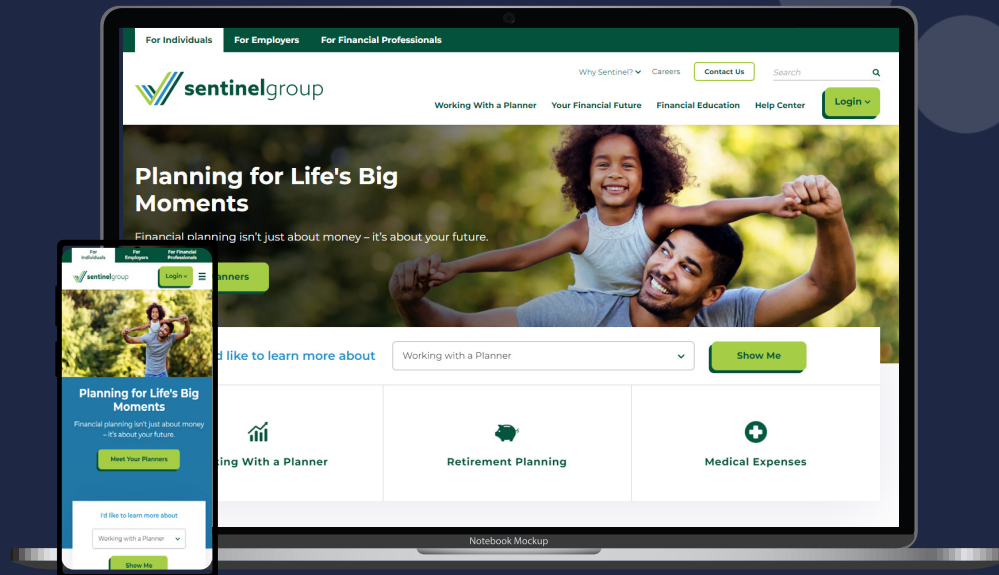 For Individuals For Employers For Financial Professionals
Why Sentinel? Careers Contact Us Search
sentinelgroup
Working With a Planner Your Financial Future Financial Education Help Center Login
Planning for Life's Big
Moments
Financial planning isn't just about money – it's about your future.
anners
d like to learn more about Working with a Planner Show Me
ing With a Planner Retirement Planning Medical Expenses
Notebook Mockup
For Individuals For Employers For Financial Professionals
sentinelgroup Login
Planning for Life's Big
Moments
Financial planning isn't just about money
– it's about your future.
Meet Your Planners
I'd like to learn more about
Working with a Planner
Show Me